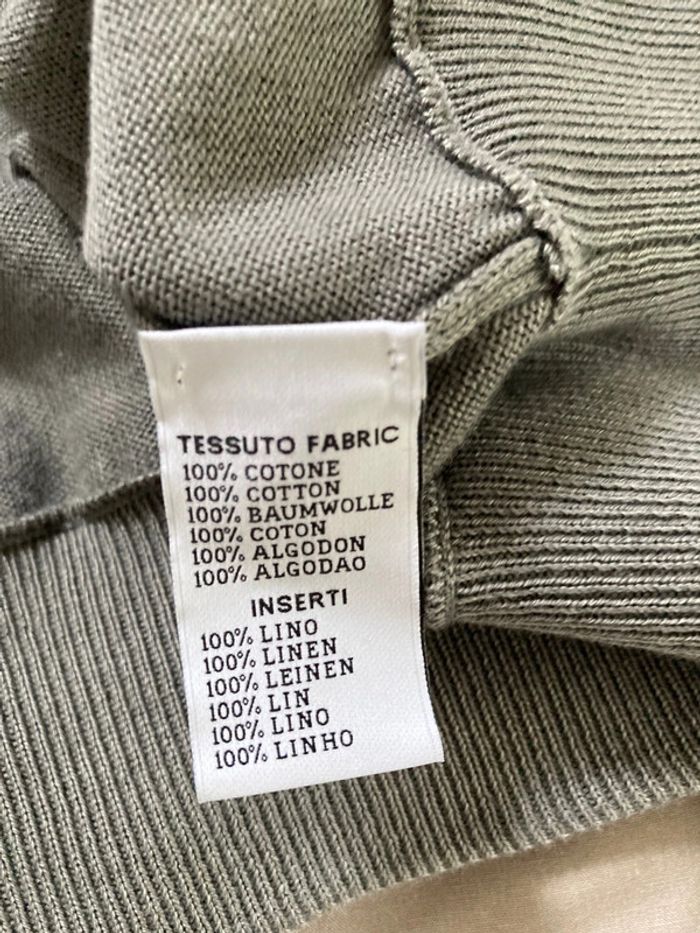 TESSUTO FABRIC
100% COTONE
100% COTTON
100% BAUMWOLLE
100% COTON
100% ALGODON
100% ALGODAO
INSERTI
100% LINO
100% LINEN
100% LEINEN
100% LIN
100% LINO
100% LINHO